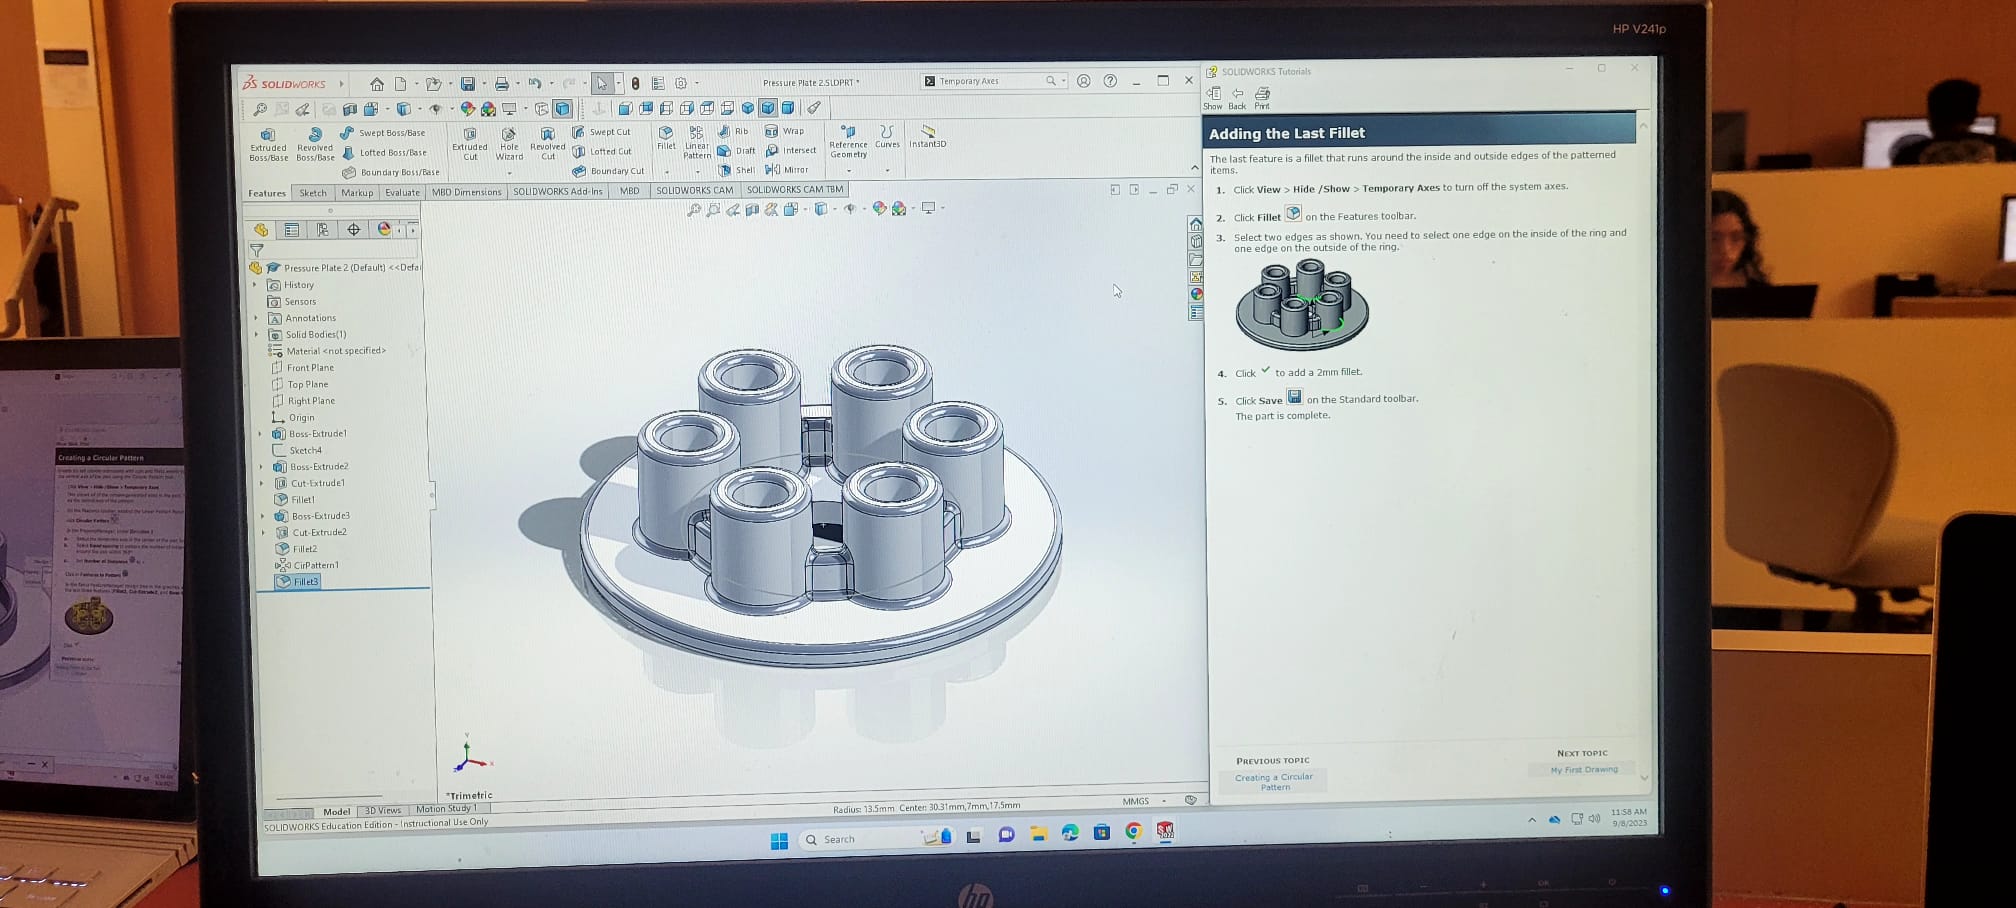 HP V241p
SOLIDWORKS
Pressure Plate 2.SLDPRT *
Temporary Axes
Extruded Boss/Base
Revolved Boss/Base
Swept Boss/Base
Lofted Boss/Base
Boundary Boss/Base
Extruded Cut
Hole Wizard
Revolved Cut
Swept Cut
Lofted Cut
Boundary Cut
Fillet
Linear Pattern
Rib
Draft
Shell
Wrap
Intersect
Mirror
Reference Geometry
Curves
Instant3D
Features
Sketch
Markup
Evaluate
MBD Dimensions
SOLIDWORKS Add-Ins
MBD
SOLIDWORKS CAM
SOLIDWORKS CAM TBM
Pressure Plate 2 (Default) <<Defa
History
Sensors
Annotations
Solid Bodies(1)
Material <not specified>
Front Plane
Top Plane
Right Plane
Origin
Boss-Extrude1
Sketch4
Boss-Extrude2
Cut-Extrude1
Fillet1
Boss-Extrude3
Cut-Extrude2
Fillet2
CirPattern1
Fillet3
*Trimetric
Model
3D Views
Motion Study 1
SOLIDWORKS Education Edition - Instructional Use Only
Radius: 13.5mm Center: 30.31mm,7mm,17.5mm
MMGS
SOLIDWORKS Tutorials
Show Back Print
Adding the Last Fillet
The last feature is a fillet that runs around the inside and outside edges of the patterned
items.
1. Click View > Hide /Show > Temporary Axes to turn off the system axes.
2. Click Fillet on the Features toolbar.
3. Select two edges as shown. You need to select one edge on the inside of the ring and
one edge on the outside of the ring.
4. Click to add a 2mm fillet.
5. Click Save on the Standard toolbar.
The part is complete.
PREVIOUS TOPIC
Creating a Circular
Pattern
NEXT TOPIC
My First Drawing
Search
11:58 AM
9/8/2023
hp
Creating a Circular Pattern